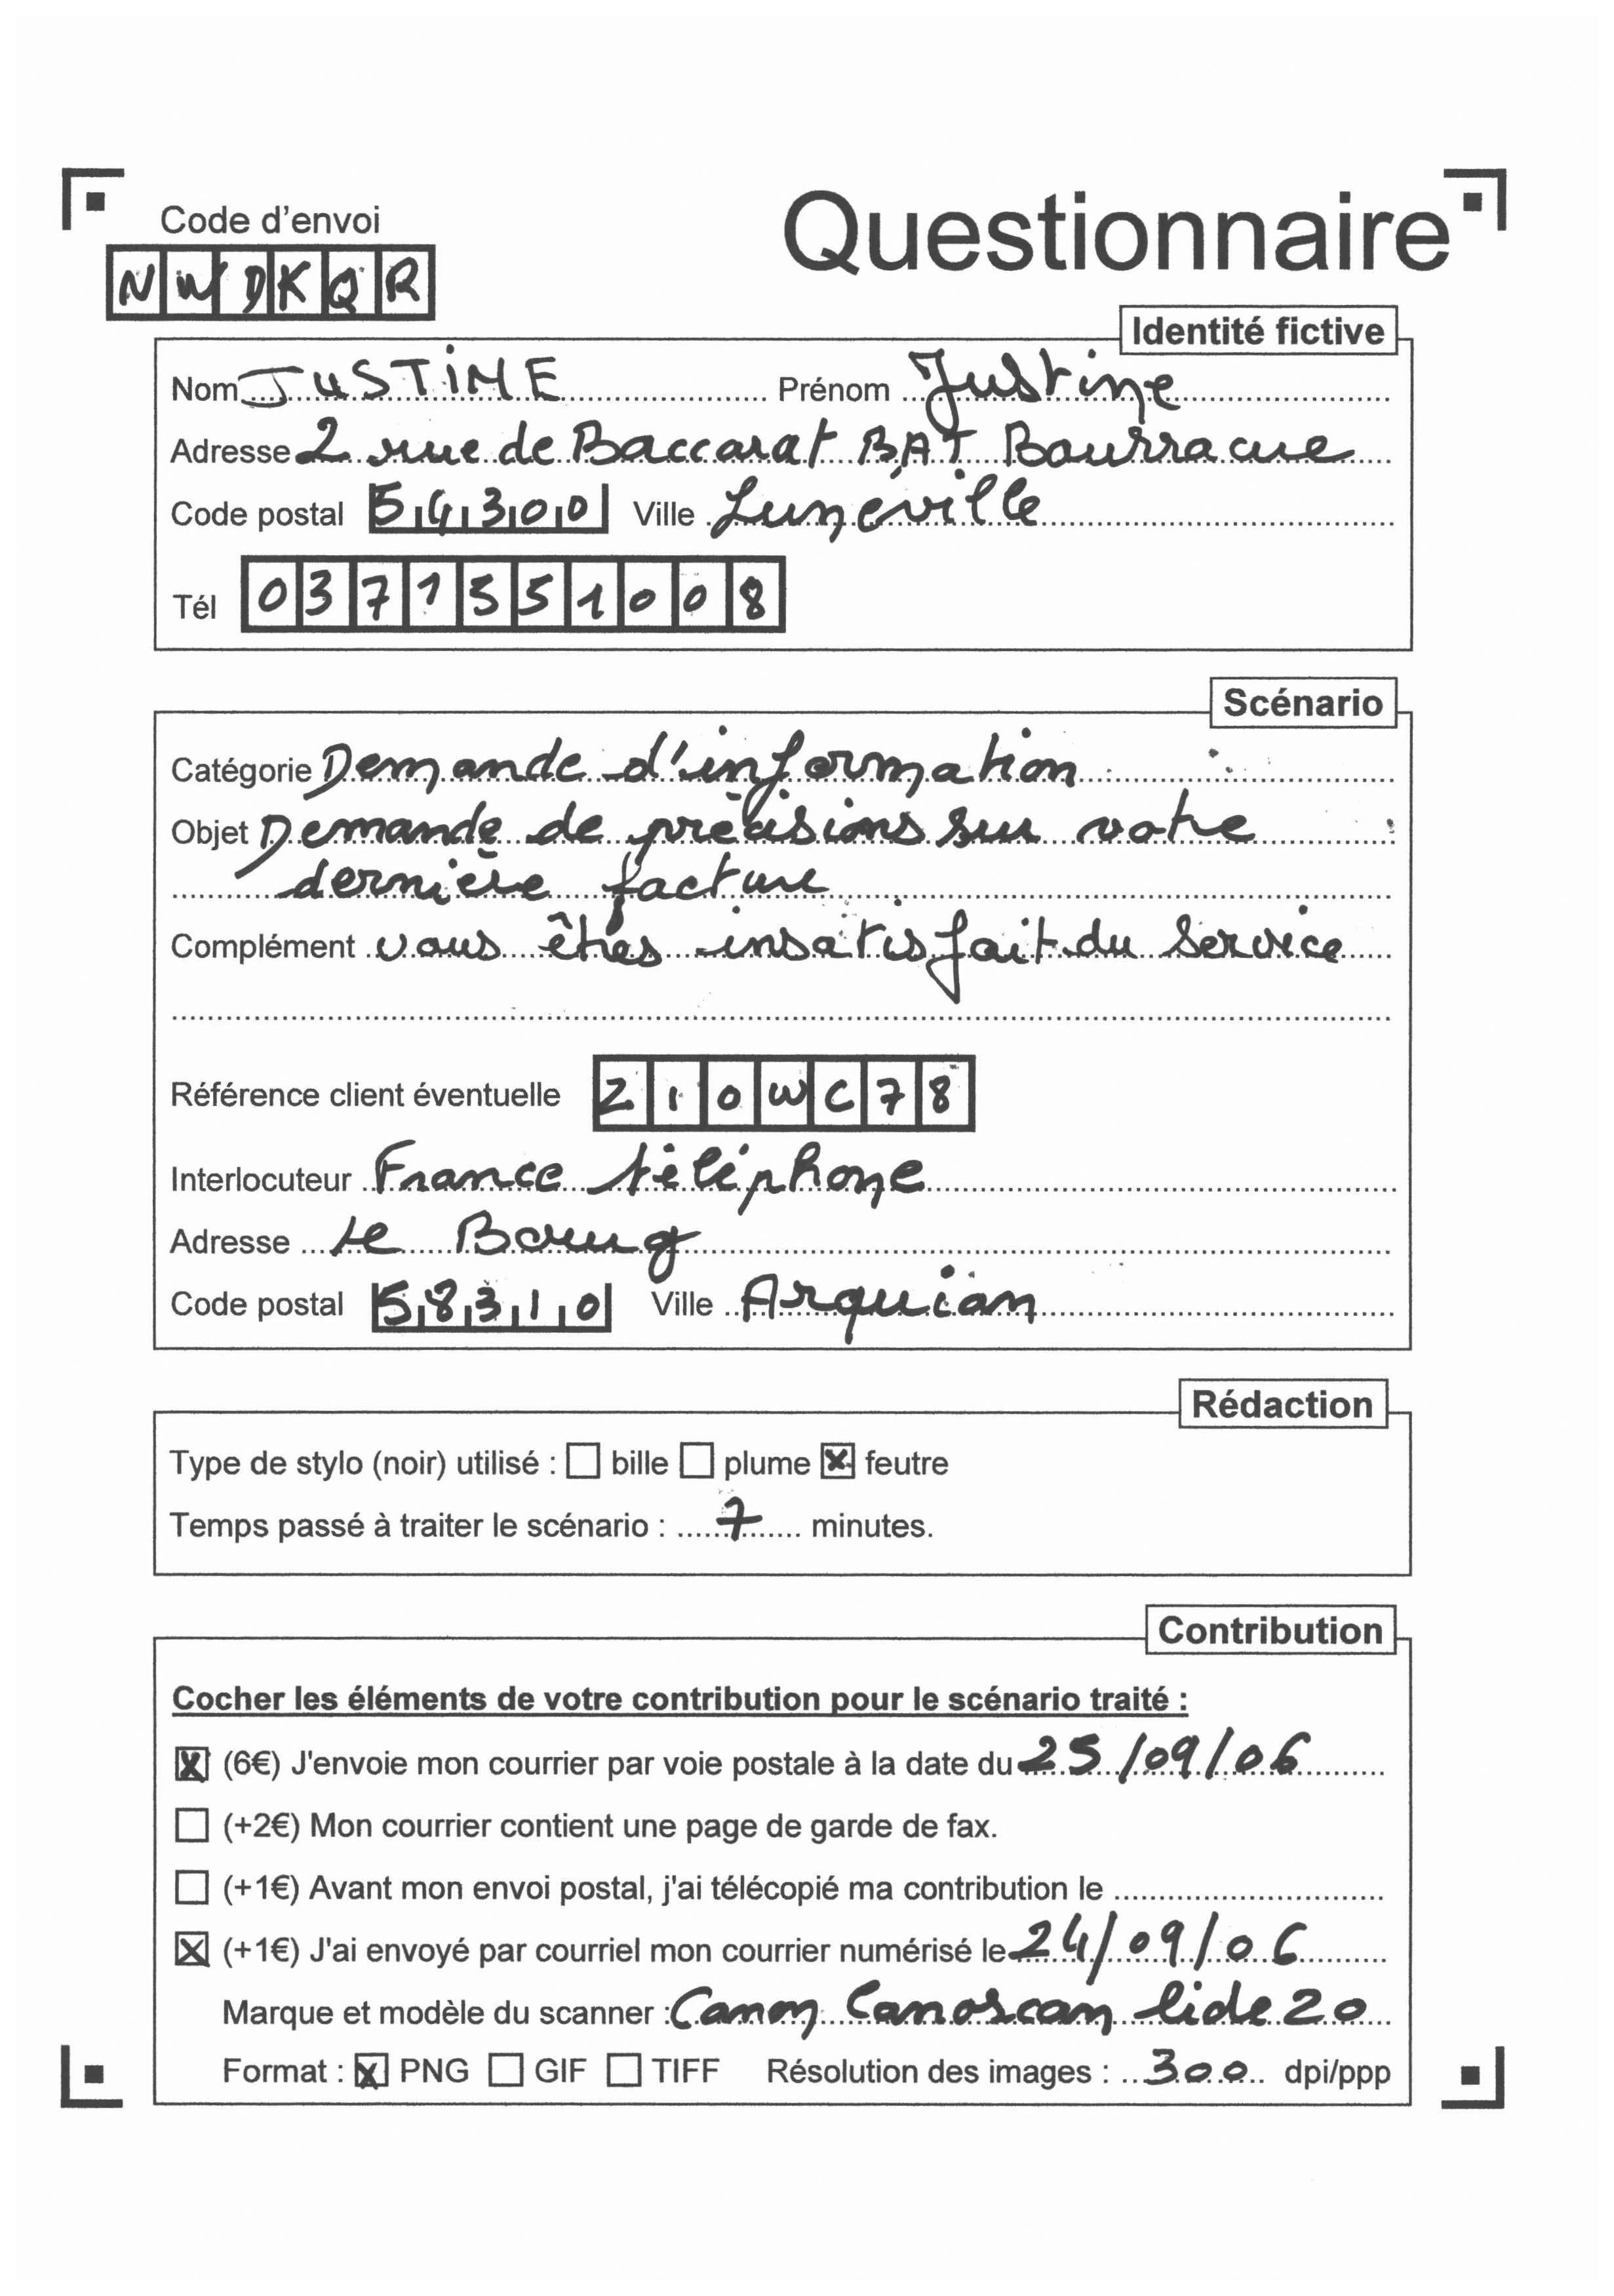 Questionnaire
Code d'envoi
NWDKQR
Identité fictive
Nom JUSTINE Prénom Justine
Adresse 2 rue de Baccarat BAT
Code postal 54300 Ville Lunéville
Tél 0371551008
Scénario
Catégorie Demande d'information
Objet Demande de précisions sur votre
dernière facture
Complément vous êtes insatisfait du service
Référence client éventuelle Z10WC78
Interlocuteur France téléphone
Adresse Le Bourg
Code postal 58310 Ville Arquian
Rédaction
Type de stylo (noir) utilisé : bille plume feutre
Temps passé à traiter le scénario : 7 minutes.
Contribution
Cocher les éléments de votre contribution pour le scénario traité :
(6€) J'envoie mon courrier par voie postale à la date du 25/09/06
(+2€) Mon courrier contient une page de garde de fax.
(+1€) Avant mon envoi postal, j'ai télécopié ma contribution le
(+1€) J'ai envoyé par courriel mon courrier numérisé le 24/09/06
Marque et modèle du scanner : Canon Canoscan lide 20
Format : PNG GIF TIFF Résolution des images : 300 dpi/ppp